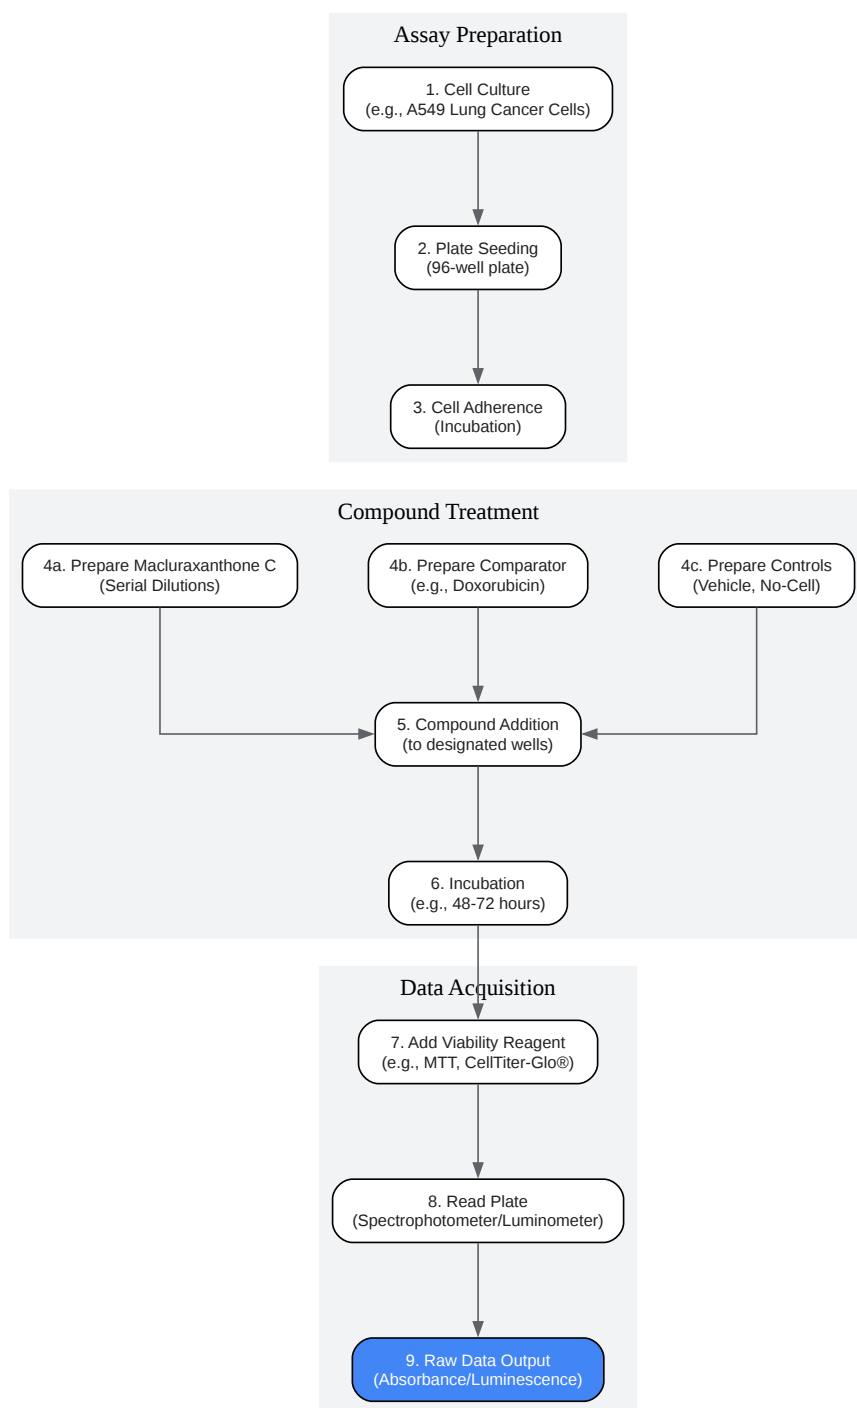 Assay Preparation
1. Cell Culture
(e.g., A549 Lung Cancer Cells)
2. Plate Seeding
(96-well plate)
3. Cell Adherence
(Incubation)
Compound Treatment
4a. Prepare Macluraxanthone C
(Serial Dilutions)
4b. Prepare Comparator
(e.g., Doxorubicin)
4c. Prepare Controls
(Vehicle, No-Cell)
5. Compound Addition
(to designated wells)
6. Incubation
(e.g., 48-72 hours)
Data Acquisition
7. Add Viability Reagent
(e.g., MTT, CellTiter-Glo®)
8. Read Plate
(Spectrophotometer/Luminometer)
9. Raw Data Output
(Absorbance/Luminescence)